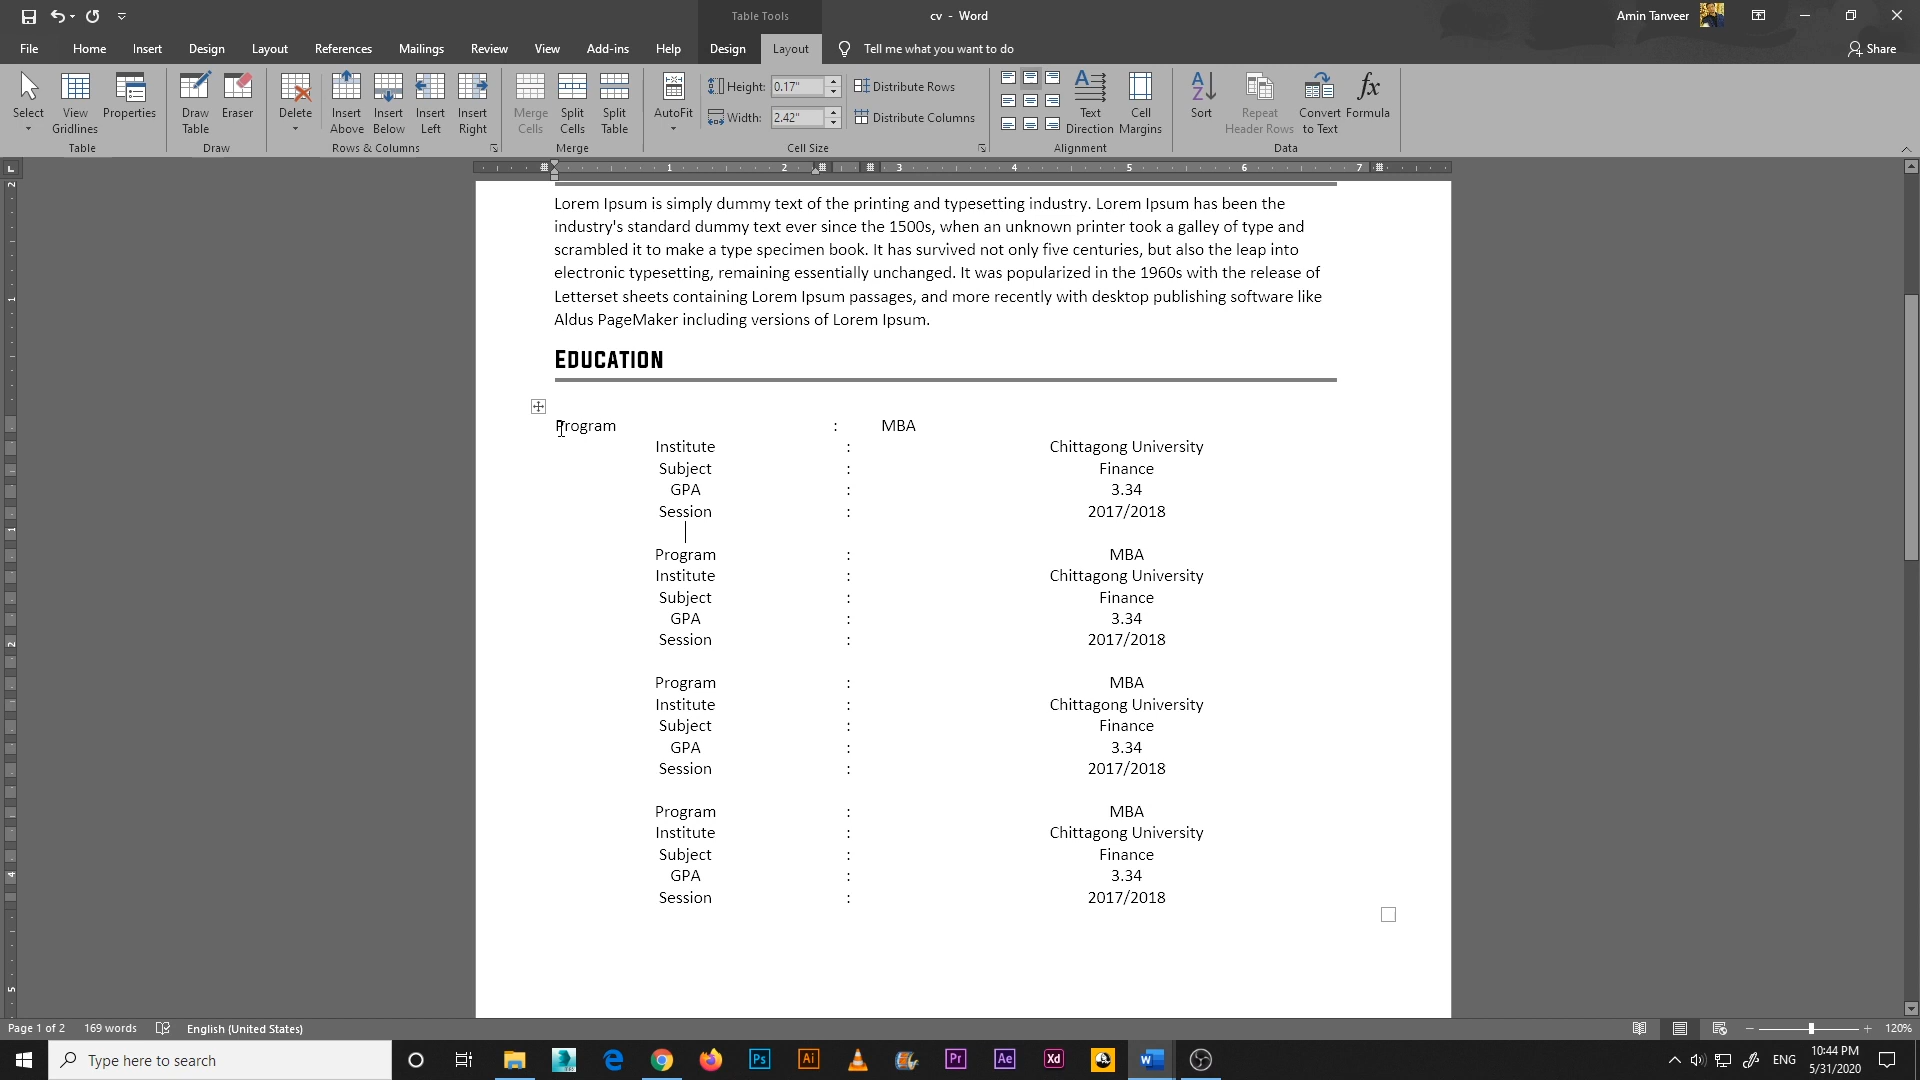 Table Tools
cv - Word
Amin Tanveer
File Home Insert Design Layout References Mailings Review View Add-ins Help Design Layout Tell me what you want to do Share
Select View Gridlines Properties
Draw Table Eraser
Delete Insert Above Insert Below Insert Left Insert Right
Merge Cells Split Cells Split Table
AutoFit Height: 0.17" Distribute Rows
Width: 2.42" Distribute Columns
Text Direction Cell Margins
Sort Repeat Header Rows Convert to Text Formula
Table Draw Rows & Columns Merge Cell Size Alignment Data
1 2 3 4 5 6 7
Lorem Ipsum is simply dummy text of the printing and typesetting industry. Lorem Ipsum has been the
industry's standard dummy text ever since the 1500s, when an unknown printer took a galley of type and
scrambled it to make a type specimen book. It has survived not only five centuries, but also the leap into
electronic typesetting, remaining essentially unchanged. It was popularized in the 1960s with the release of
Letterset sheets containing Lorem Ipsum passages, and more recently with desktop publishing software like
Aldus PageMaker including versions of Lorem Ipsum.
EDUCATION
Program : MBA
Institute : Chittagong University
Subject : Finance
GPA : 3.34
Session : 2017/2018
Program : MBA
Institute : Chittagong University
Subject : Finance
GPA : 3.34
Session : 2017/2018
Program : MBA
Institute : Chittagong University
Subject : Finance
GPA : 3.34
Session : 2017/2018
Program : MBA
Institute : Chittagong University
Subject : Finance
GPA : 3.34
Session : 2017/2018
Page 1 of 2 169 words English (United States) 120%
Type here to search
Ps Ai Pr Ae Xd
ENG 10:44 PM
5/31/2020